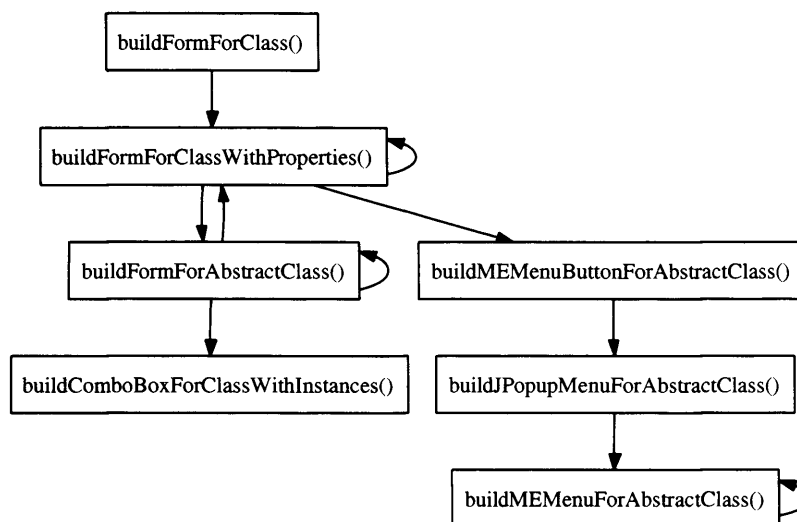 buildFormForClass()
buildFormForClassWithProperties()
buildFormForAbstractClass()
buildMEMenuButtonForAbstractClass()
buildComboBoxForClassWithInstances()
buildJPopupMenuForAbstractClass()
buildMEMenuForAbstractClass()